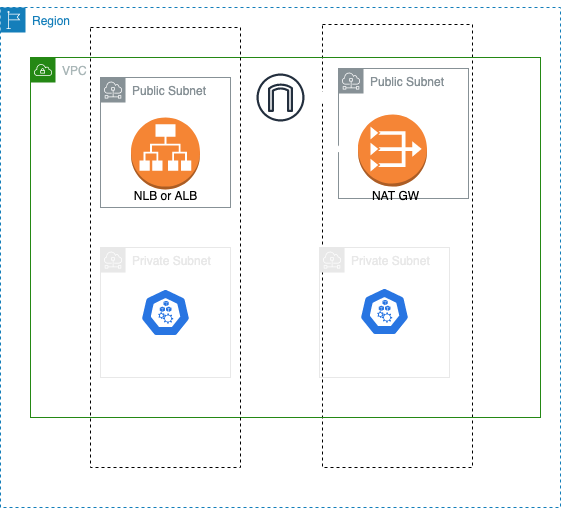 Region
VPC
Public Subnet
Public Subnet
NLB or ALB
NAT GW
Private Subnet
Private Subnet